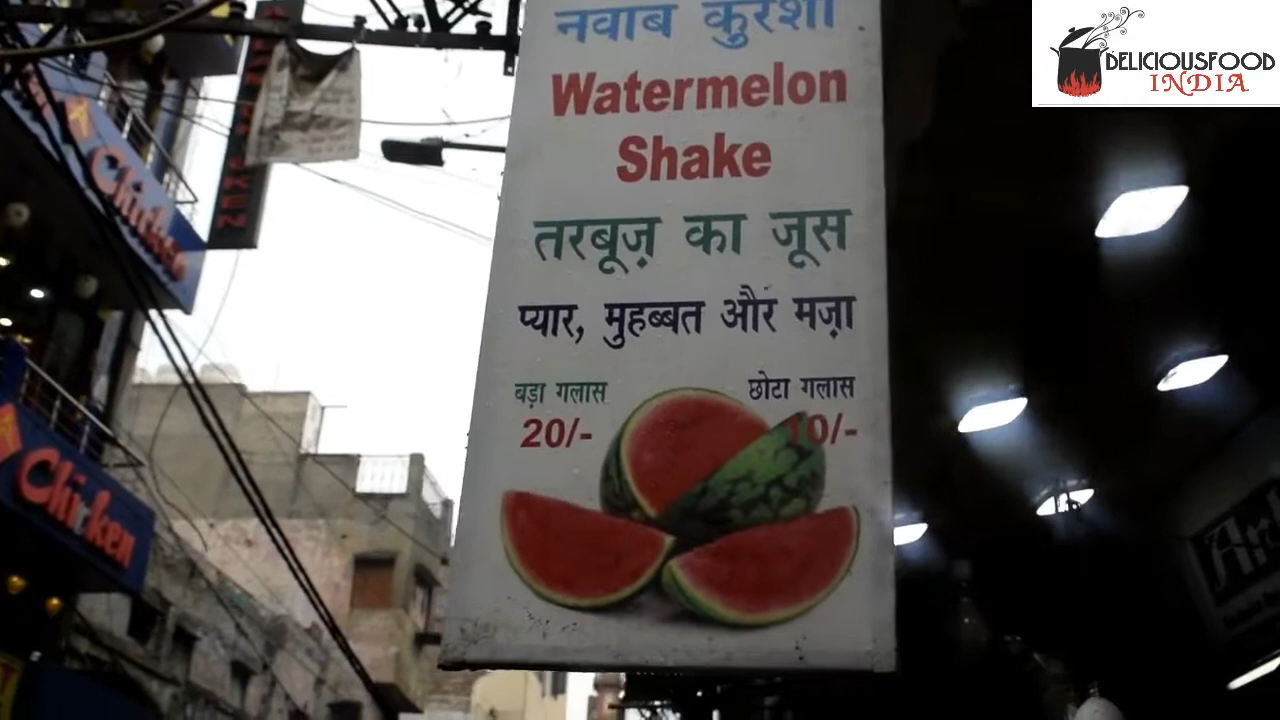 नवाब कुरैशी
Watermelon
Shake
तरबूज़ का जूस
प्यार, मुहब्बत और मज़ा
बड़ा गलास छोटा गलास
20/- 10/-
Chicken
Chicken
DELICIOUSFOOD
INDIA